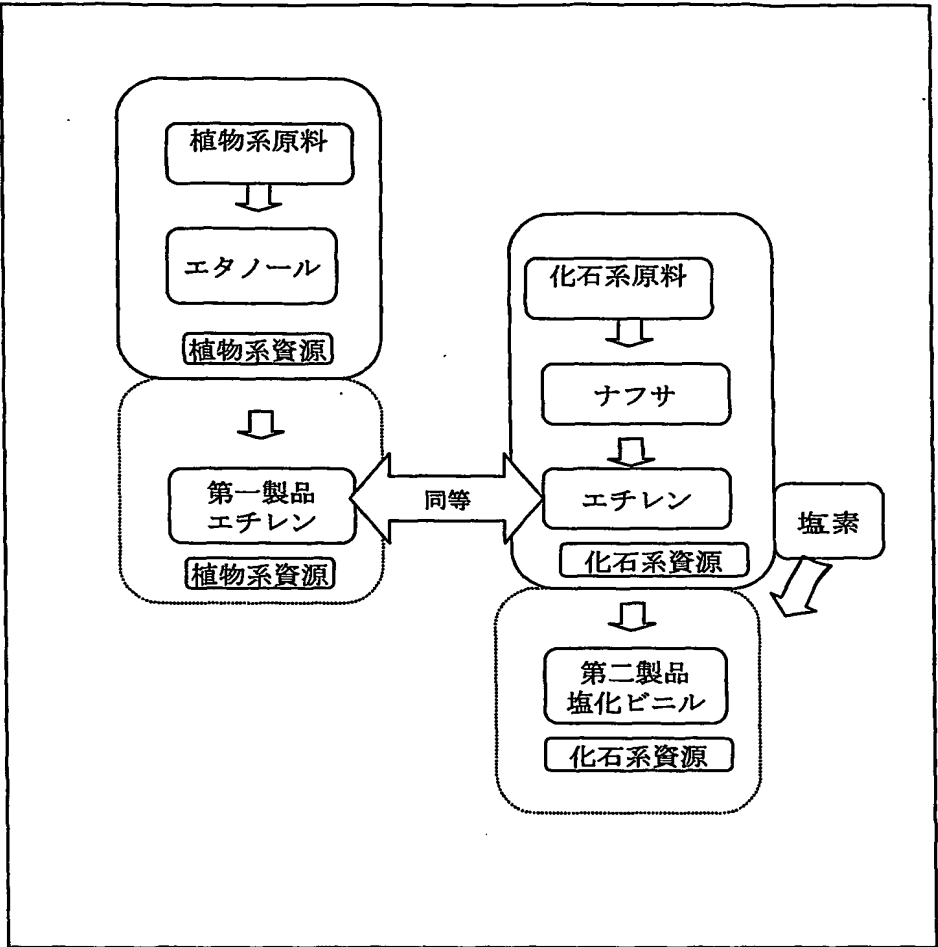 植物系原料
エタノール
植物系資源
第一製品
エチレン
植物系資源
同等
化石系原料
ナフサ
エチレン
化石系資源
塩素
第二製品
塩化ビニル
化石系資源